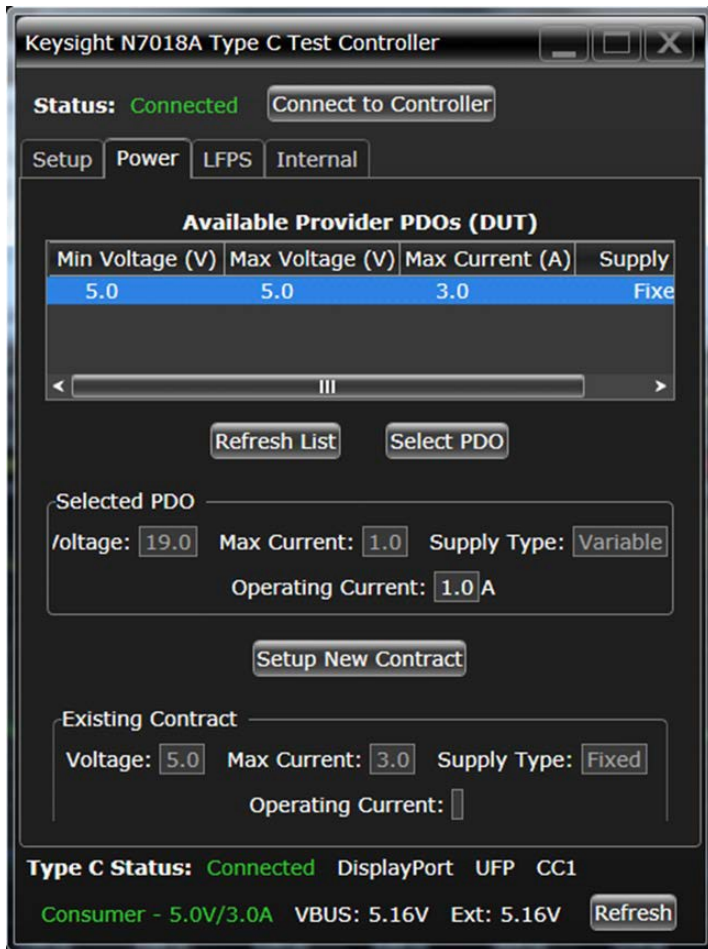 Keysight N7018A Type C Test Controller
Status: Connected Connect to Controller
Setup Power LFPS Internal
Available Provider PDOs (DUT)
Min Voltage (V) Max Voltage (V) Max Current (A) Supply
5.0 5.0 3.0 Fixe
Refresh List Select PDO
Selected PDO
/oltage: 19.0 Max Current: 1.0 Supply Type: Variable
Operating Current: 1.0 A
Setup New Contract
Existing Contract
Voltage: 5.0 Max Current: 3.0 Supply Type: Fixed
Operating Current:
Type C Status: Connected DisplayPort UFP CC1
Consumer - 5.0V/3.0A VBUS: 5.16V Ext: 5.16V Refresh